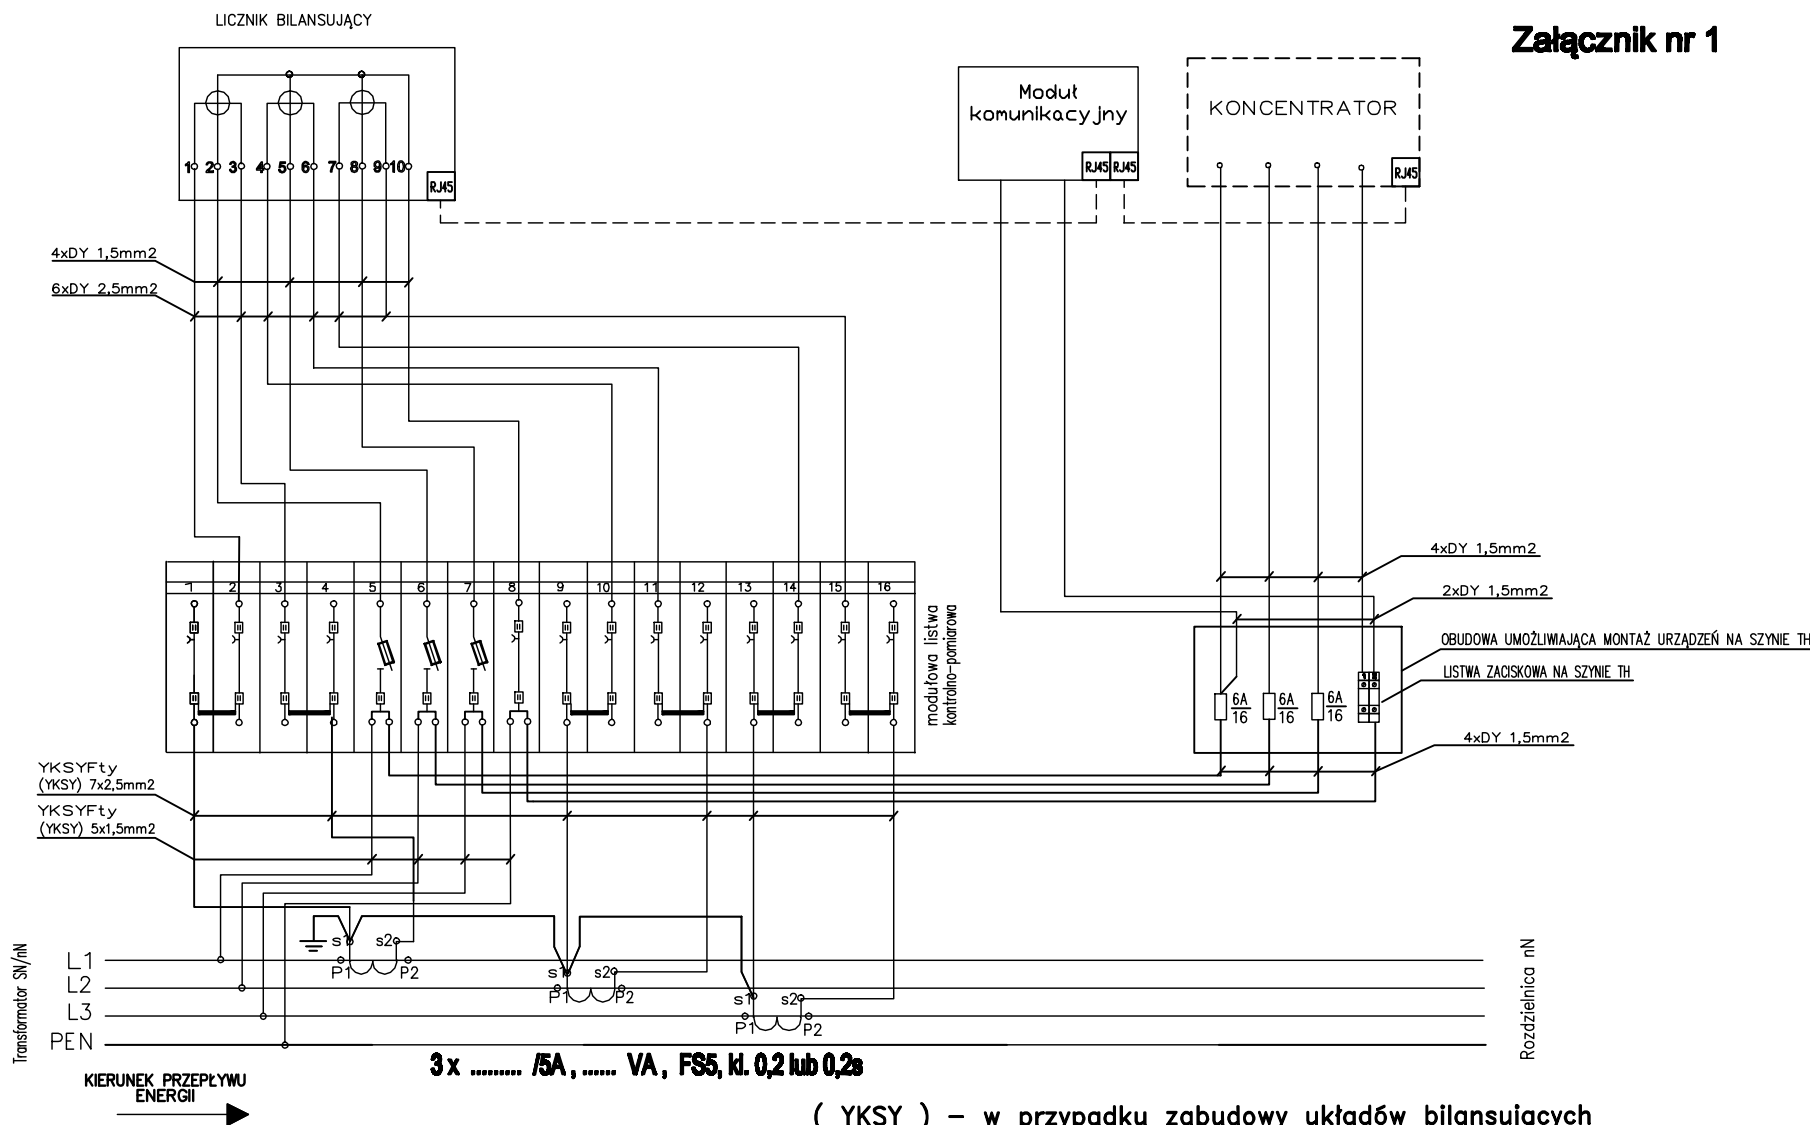 LICZNIK BILANSUJĄCY
Załącznik nr 1
Moduł
komunikacyjny
KONCENTRATOR
1 2 3 4 5 6 7 8 9 10
RJ45
RJ45 RJ45
RJ45
4xDY 1,5mm2
6xDY 2,5mm2
4xDY 1,5mm2
2xDY 1,5mm2
OBUDOWA UMOŻLIWIAJĄCA MONTAŻ URZĄDZEŃ NA SZYNIE TH
LISTWA ZACISKOWA NA SZYNIE TH
1 2 3 4 5 6 7 8 9 10 11 12 13 14 15 16
modułowa listwa
kontrolno-pomiarowa
6A
16
6A
16
6A
16
4xDY 1,5mm2
YKSYFty
(YKSY) 7x2,5mm2
YKSYFty
(YKSY) 5x1,5mm2
s1 s2
P1 P2
s1 s2
P1 P2
s1 s2
P1 P2
L1
L2
L3
PEN
Transformator SN/nN
Rozdzielnica nN
3 x ......... /5A , ...... VA , FS5, kl. 0,2 lub 0,2s
KIERUNEK PRZEPŁYWU
ENERGII
( YKSY ) – w przypadku zabudowy układów bilansujących